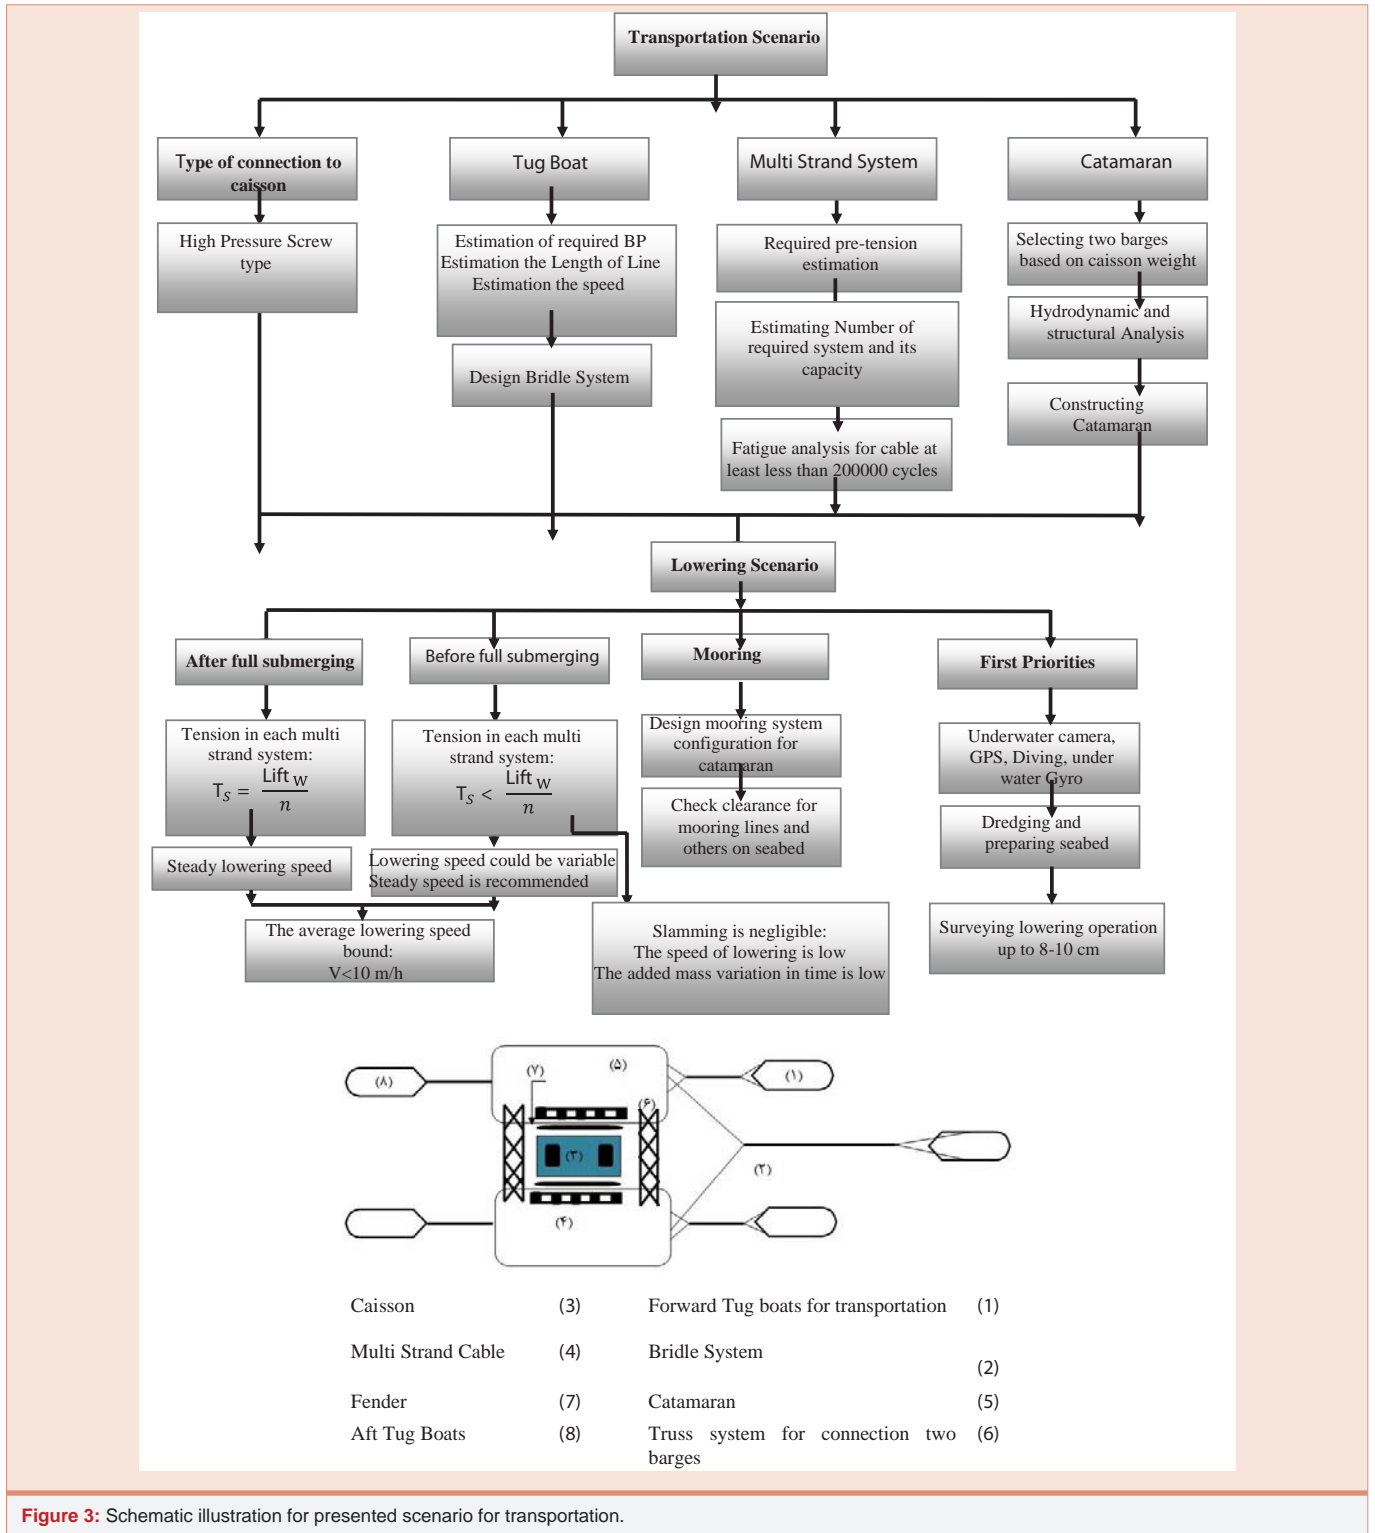 Transportation Scenario
Type of connection to
caisson
Tug Boat
Multi Strand System
Catamaran
High Pressure Screw
type
Estimation of required BP
Estimation the Length of Line
Estimation the speed
Design Bridle System
Required pre-tension
estimation
Estimating Number of
required system and its
capacity
Fatigue analysis for cable at
least less than 200000 cycles
Selecting two barges
based on caisson weight
Hydrodynamic and
structural Analysis
Constructing
Catamaran
Lowering Scenario
After full submerging
Before full submerging
Mooring
First Priorities
Tension in each multi
strand system:
T_S = Lift_W / n
Steady lowering speed
Tension in each multi
strand system:
T_S < Lift_W / n
Lowering speed could be variable
Steady speed is recommended
The average lowering speed
bound:
V<10 m/h
Slamming is negligible:
The speed of lowering is low
The added mass variation in time is low
Design mooring system
configuration for
catamaran
Check clearance for
mooring lines and
others on seabed
Underwater camera,
GPS, Diving, under
water Gyro
Dredging and
preparing seabed
Surveying lowering operation
up to 8-10 cm
(۸)
(۷)
(۵)
(۱)
(۶)
(۳)
(۲)
(۴)
Caisson (3) Forward Tug boats for transportation (1)
Multi Strand Cable (4) Bridle System (2)
Fender (7) Catamaran (5)
Aft Tug Boats (8) Truss system for connection two (6)
barges
Figure 3: Schematic illustration for presented scenario for transportation.